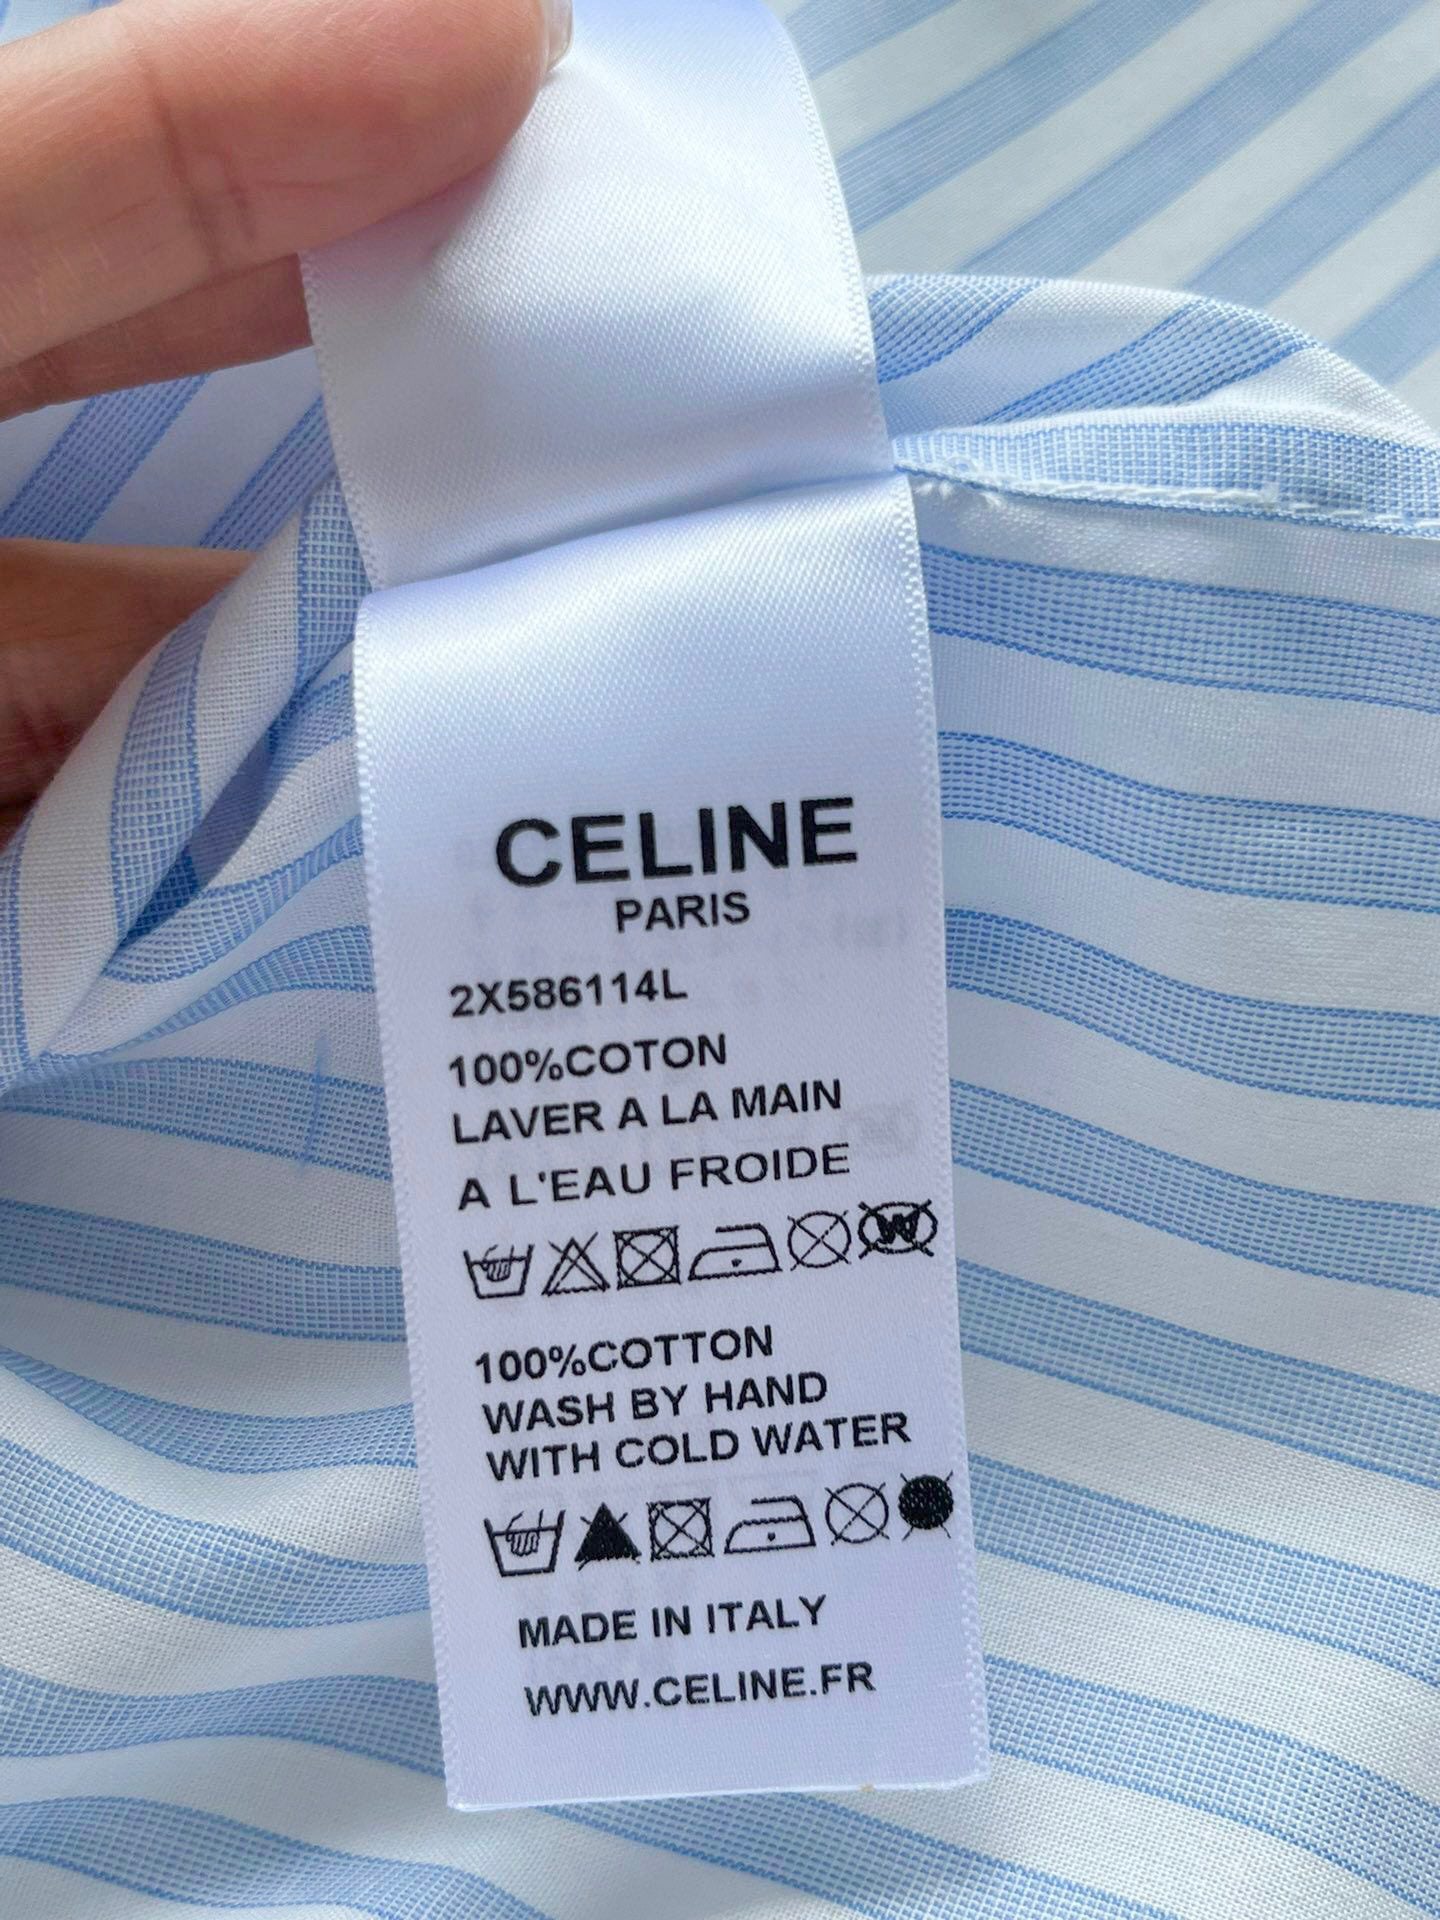 CELINE
PARIS
2X586114L
100%COTON
LAVER A LA MAIN
A L'EAU FROIDE
W
100%COTTON
WASH BY HAND
WITH COLD WATER
MADE IN ITALY
WWW.CELINE.FR